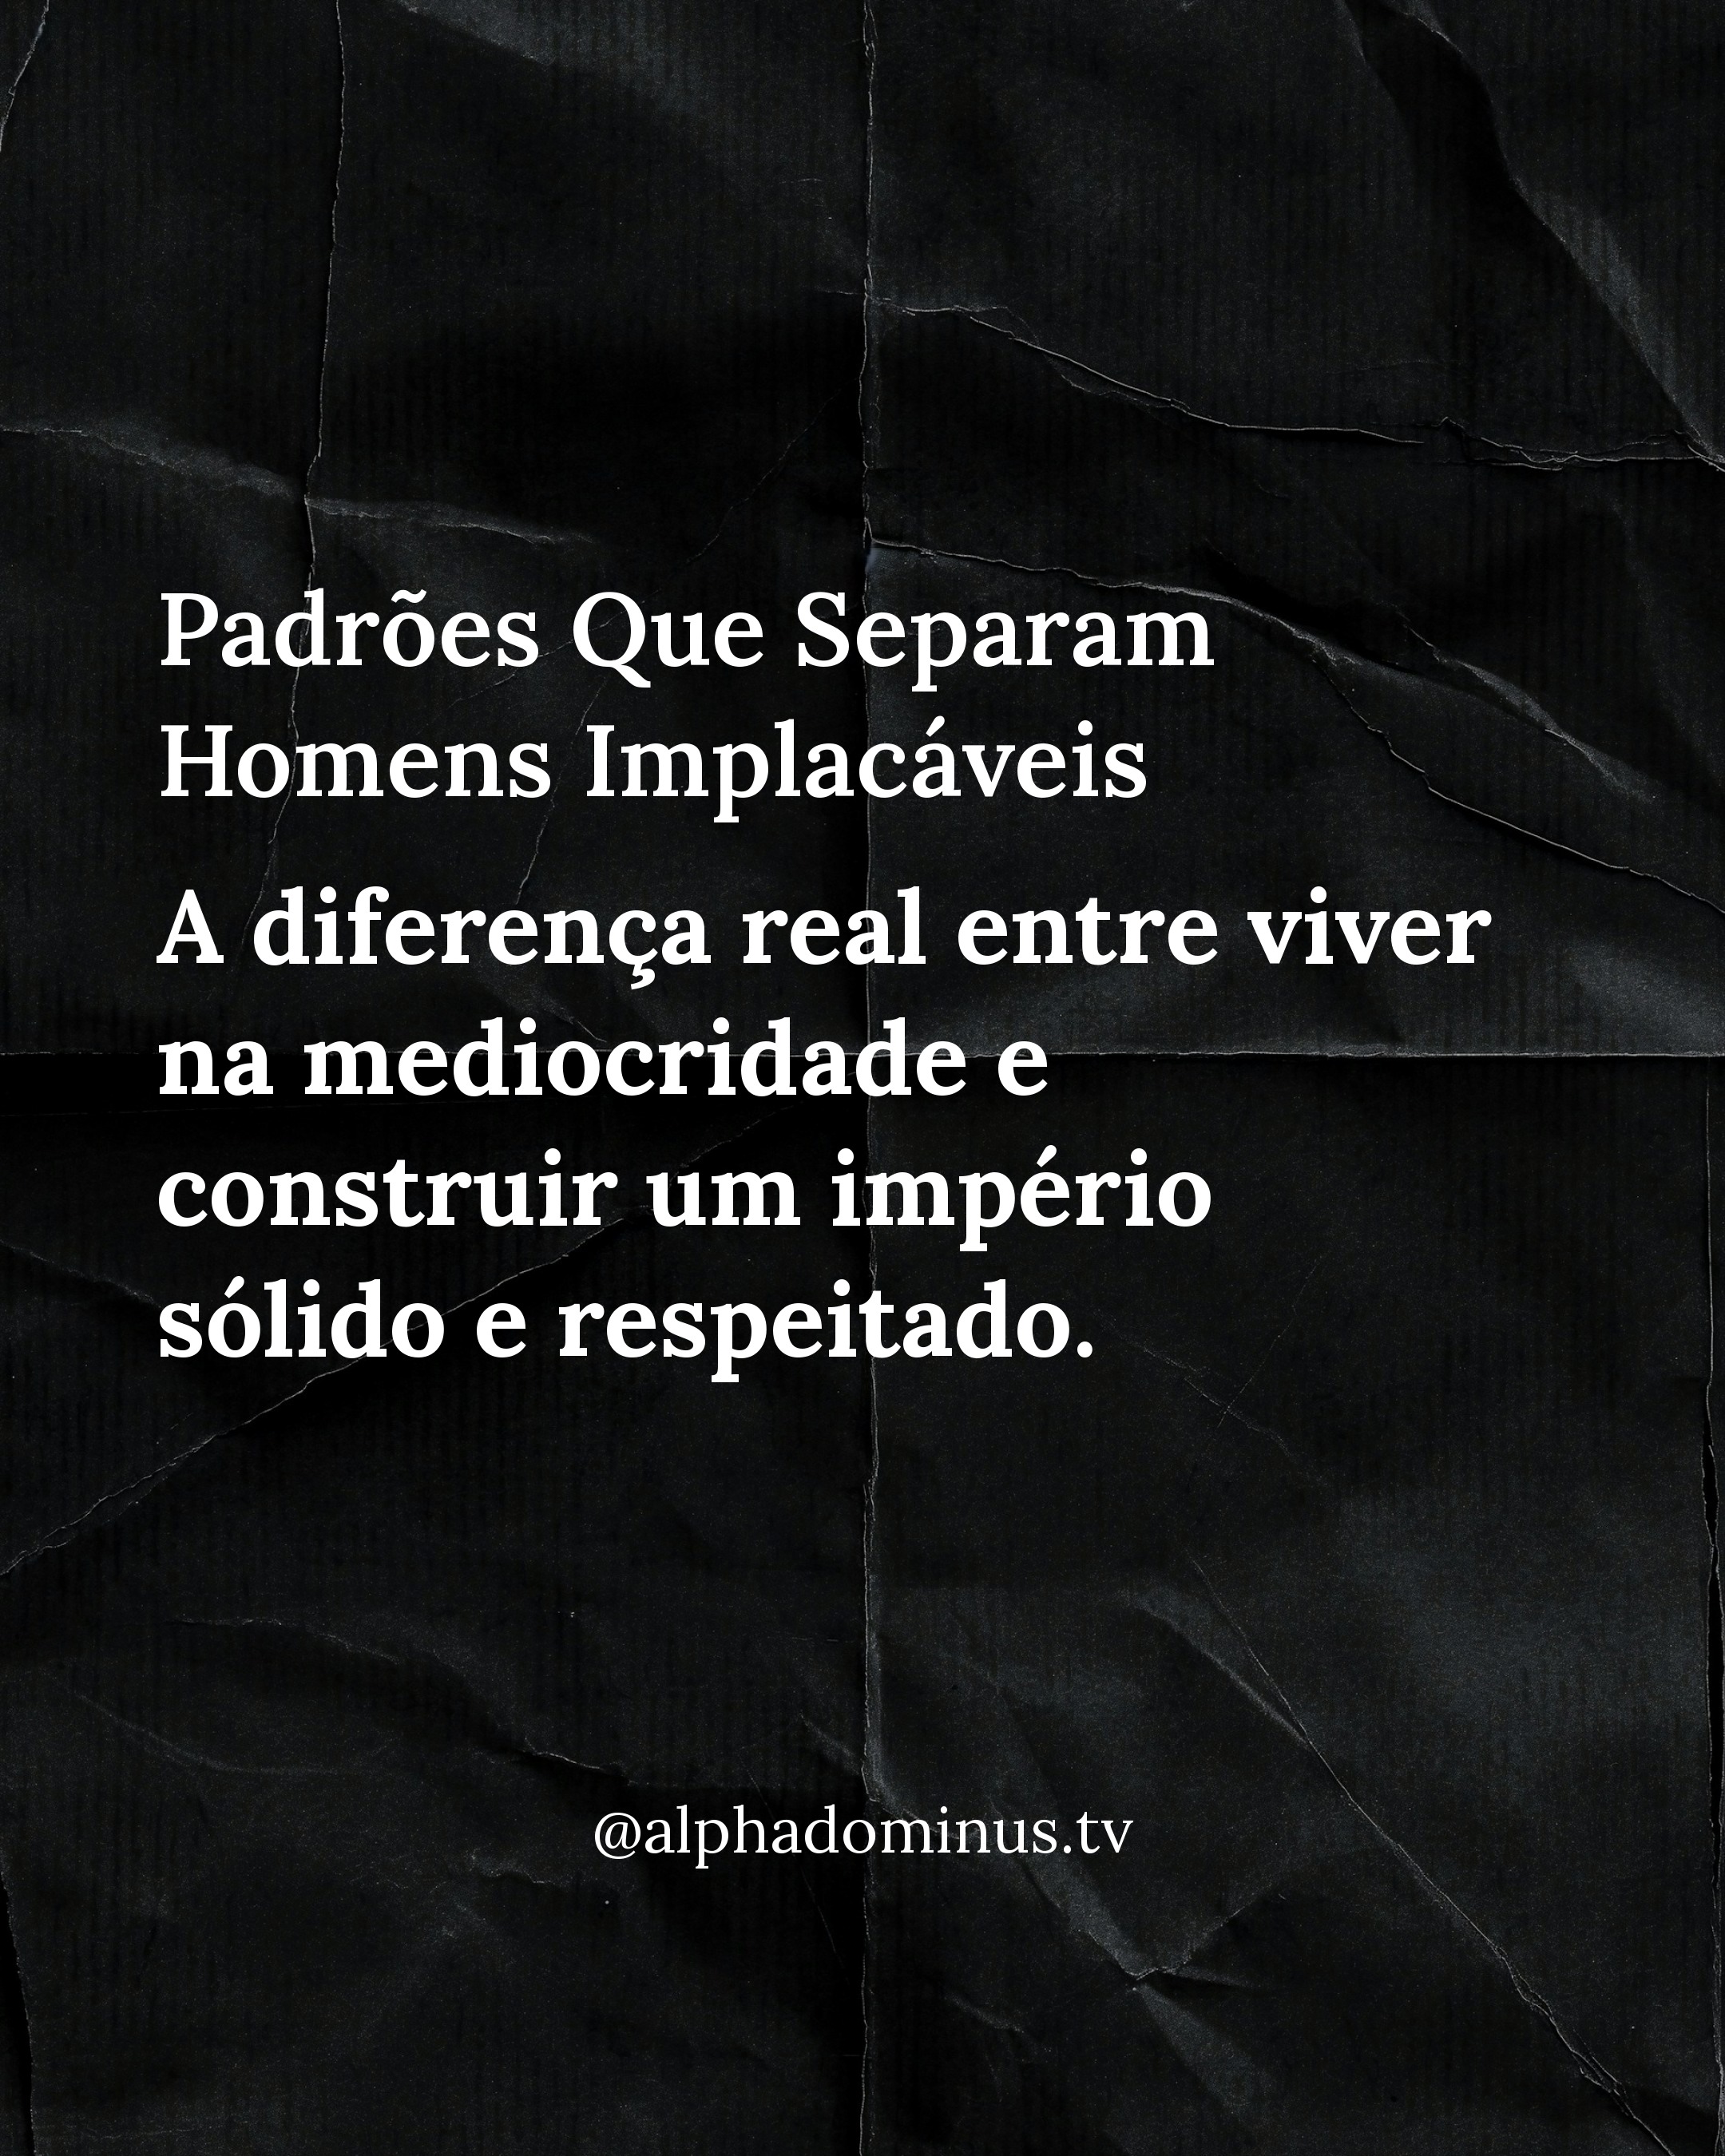 Padrões Que Separam
Homens Implacáveis
A diferença real entre viver
na mediocridade e
construir um império
sólido e respeitado.
@alphadominus.tv